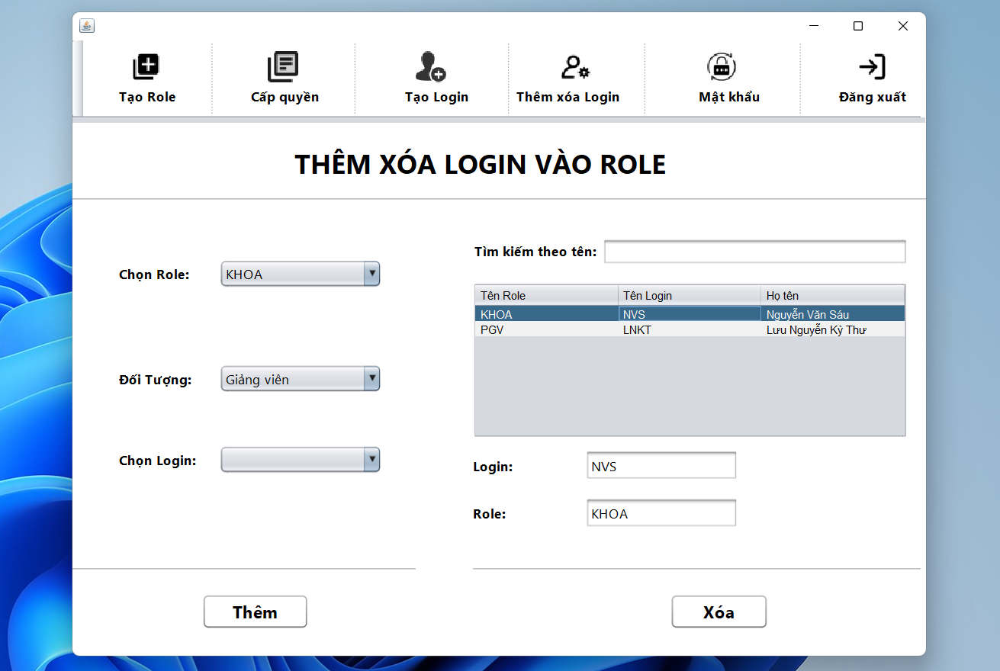 Tạo Role
Cấp quyền
Tạo Login
Thêm xóa Login
Mật khẩu
Đăng xuất
THÊM XÓA LOGIN VÀO ROLE
Chọn Role:
KHOA
Đối Tượng:
Giảng viên
Chọn Login:
Thêm
Tìm kiếm theo tên:
Tên Role Tên Login Họ tên
KHOA NVS Nguyễn Văn Sáu
PGV LNKT Lưu Nguyễn Kỳ Thư
Login: NVS
Role: KHOA
Xóa